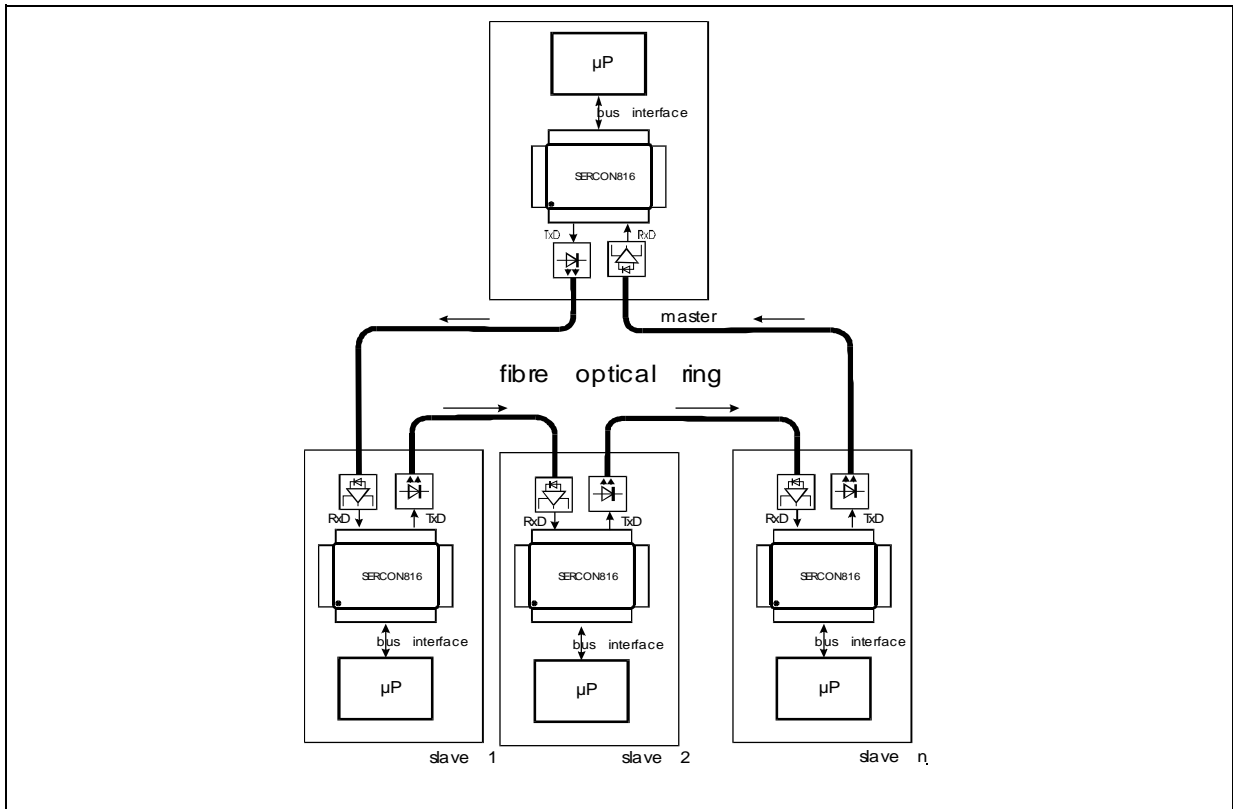 µP
bus interface
SERCON816
TxD RxD
master
fibre optical ring
RxD TxD RxD TxD RxD TxD
SERCON816 SERCON816 SERCON816
bus interface bus interface bus interface
µP µP µP
slave 1 slave 2 slave n.